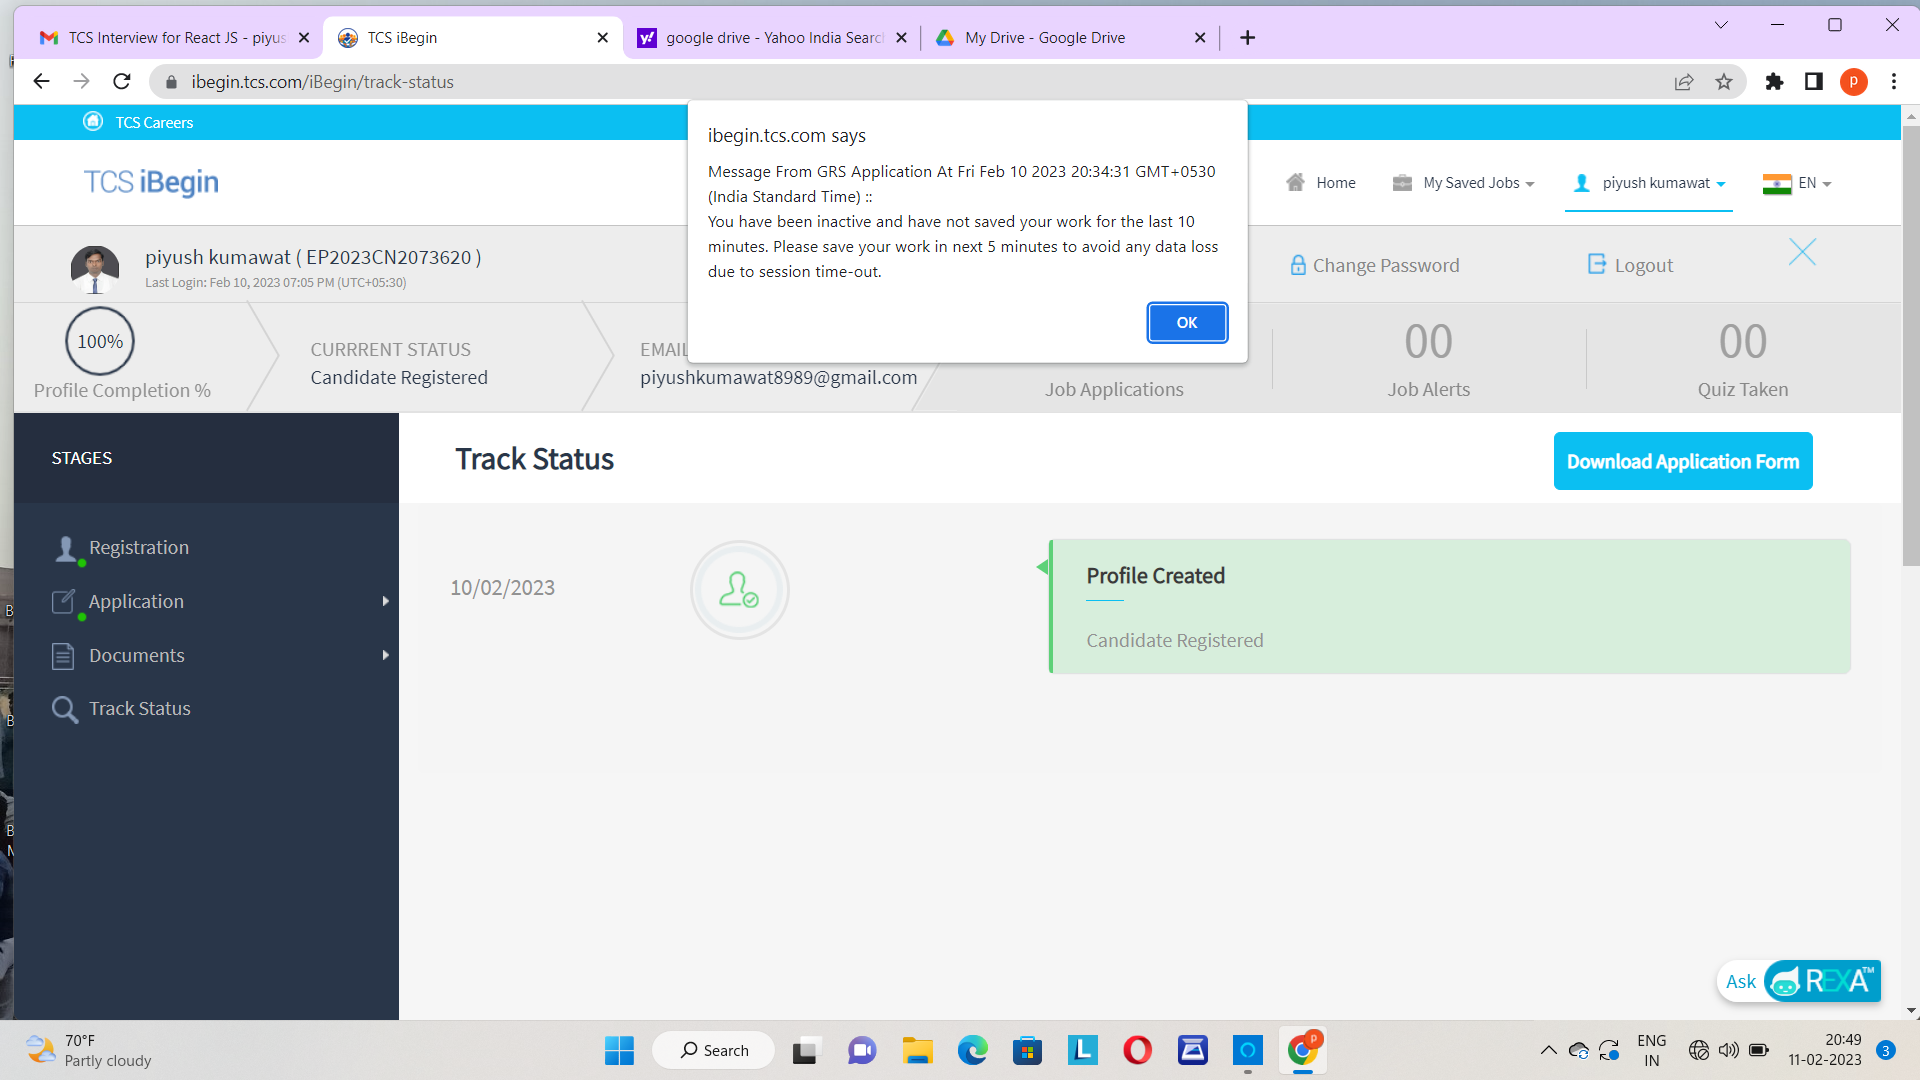 TCS Interview for React JS - piyus
TCS iBegin
google drive - Yahoo India Searc
My Drive - Google Drive
ibegin.tcs.com/iBegin/track-status
P
TCS Careers
ibegin.tcs.com says
Message From GRS Application At Fri Feb 10 2023 20:34:31 GMT+0530
(India Standard Time) ::
You have been inactive and have not saved your work for the last 10
minutes. Please save your work in next 5 minutes to avoid any data loss
due to session time-out.
OK
TCS iBegin
Home
My Saved Jobs
piyush kumawat
EN
piyush kumawat ( EP2023CN2073620 )
Last Login: Feb 10, 2023 07:05 PM (UTC+05:30)
Change Password
Logout
100%
Profile Completion %
CURRRENT STATUS
Candidate Registered
EMAIL
piyushkumawat8989@gmail.com
Job Applications
00
Job Alerts
00
Quiz Taken
STAGES
Track Status
Download Application Form
Registration
Application
Documents
Track Status
10/02/2023
Profile Created
Candidate Registered
Ask REXA™
70°F
Partly cloudy
Search
ENG
IN
20:49
11-02-2023
3